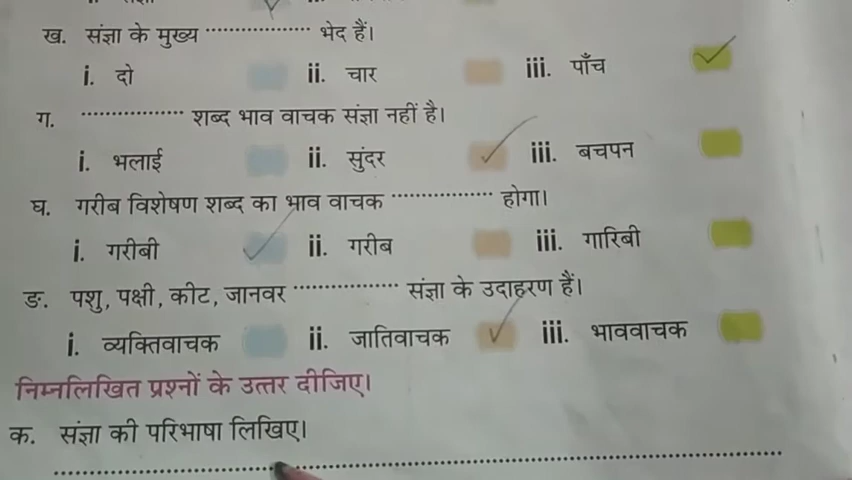 ख. संज्ञा के मुख्य ·················· भेद हैं।
i. दो ii. चार iii. पाँच
ग. ·················· शब्द भाव वाचक संज्ञा नहीं है।
i. भलाई ii. सुंदर iii. बचपन
घ. गरीब विशेषण शब्द का भाव वाचक ·················· होगा।
i. गरीबी ii. गरीब iii. गारिबी
ङ. पशु, पक्षी, कीट, जानवर ·················· संज्ञा के उदाहरण हैं।
i. व्यक्तिवाचक ii. जातिवाचक iii. भाववाचक
निम्नलिखित प्रश्नों के उत्तर दीजिए।
क. संज्ञा की परिभाषा लिखिए।